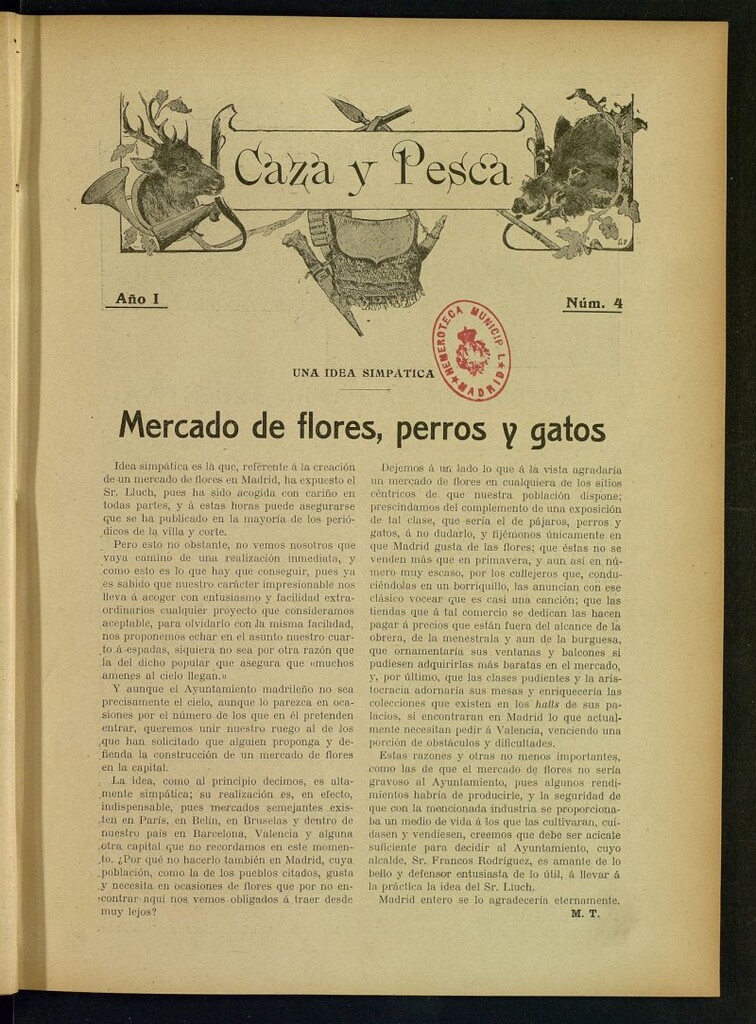 Caza y Pesca
Año I
Núm. 4
HEMEROTECA MUNICIP L
★ MADRID ★
UNA IDEA SIMPÁTICA
Mercado de flores, perros y gatos
Idea simpática es la que, referente á la creación
de un mercado de flores en Madrid, ha expuesto el
Sr. Lluch, pues ha sido acogida con cariño en
todas partes, y á estas horas puede asegurarse
que se ha publicado en la mayoría de los perió-
dicos de la villa y corte.
Pero esto no obstante, no vemos nosotros que
vaya camino de una realización inmediata, y
como esto es lo que hay que conseguir, pues ya
es sabido que nuestro carácter impresionable nos
lleva á acoger con entusiasmo y facilidad extra-
ordinarios cualquier proyecto que consideramos
aceptable, para olvidarlo con la misma facilidad,
nos proponemos echar en el asunto nuestro cuar-
to á espadas, siquiera no sea por otra razón que
la del dicho popular que asegura que «muchos
amenes al cielo llegan.»
Y aunque el Ayuntamiento madrileño no sea
precisamente el cielo, aunque lo parezca en oca-
siones por el número de los que en él pretenden
entrar, queremos unir nuestro ruego al de los
que han solicitado que alguien proponga y de-
fienda la construcción de un mercado de flores
en la capital.
La idea, como al principio decimos, es alta-
mente simpática; su realización es, en efecto,
indispensable, pues mercados semejantes exis-
ten en París, en Belín, en Bruselas y dentro de
nuestro país en Barcelona, Valencia y alguna
otra capital que no recordamos en este momen-
to. ¿Por qué no hacerlo también en Madrid, cuya
población, como la de los pueblos citados, gusta
y necesita en ocasiones de flores que por no en-
contrar aquí nos vemos obligados á traer desde
muy lejos?
Dejemos á un lado lo que á la vista agradaría
un mercado de flores en cualquiera de los sitios
céntricos de que nuestra población dispone;
prescindamos del complemento de una exposición
de tal clase, que sería el de pájaros, perros y
gatos, á no dudarlo, y fijémonos únicamente en
que Madrid gusta de las flores; que éstas no se
venden más que en primavera, y aun así en nú-
mero muy escaso, por los callejeros que, condu-
ciéndolas en un borriquillo, las anuncian con ese
clásico vocear que es casi una canción; que las
tiendas que á tal comercio se dedican las hacen
pagar á precios que están fuera del alcance de la
obrera, de la menestrala y aun de la burguesa,
que ornamentaría sus ventanas y balcones si
pudiesen adquirirlas más baratas en el mercado,
y, por último, que las clases pudientes y la aris-
tocracia adornaría sus mesas y enriquecería las
colecciones que existen en los halls de sus pa-
lacios, si encontraran en Madrid lo que actual-
mente necesitan pedir á Valencia, venciendo una
porción de obstáculos y dificultades.
Estas razones y otras no menos importantes,
como las de que el mercado de flores no sería
gravoso al Ayuntamiento, pues algunos rendi-
mientos habría de producirle, y la seguridad de
que con la mencionada industria se proporciona-
ba un medio de vida á los que las cultivaran, cui-
dasen y vendiesen, creemos que debe ser acicate
suficiente para decidir al Ayuntamiento, cuyo
alcalde, Sr. Francos Rodríguez, es amante de lo
bello y defensor entusiasta de lo útil, á llevar á
la práctica la idea del Sr. Lluch.
Madrid entero se lo agradecería eternamente.
M. T.